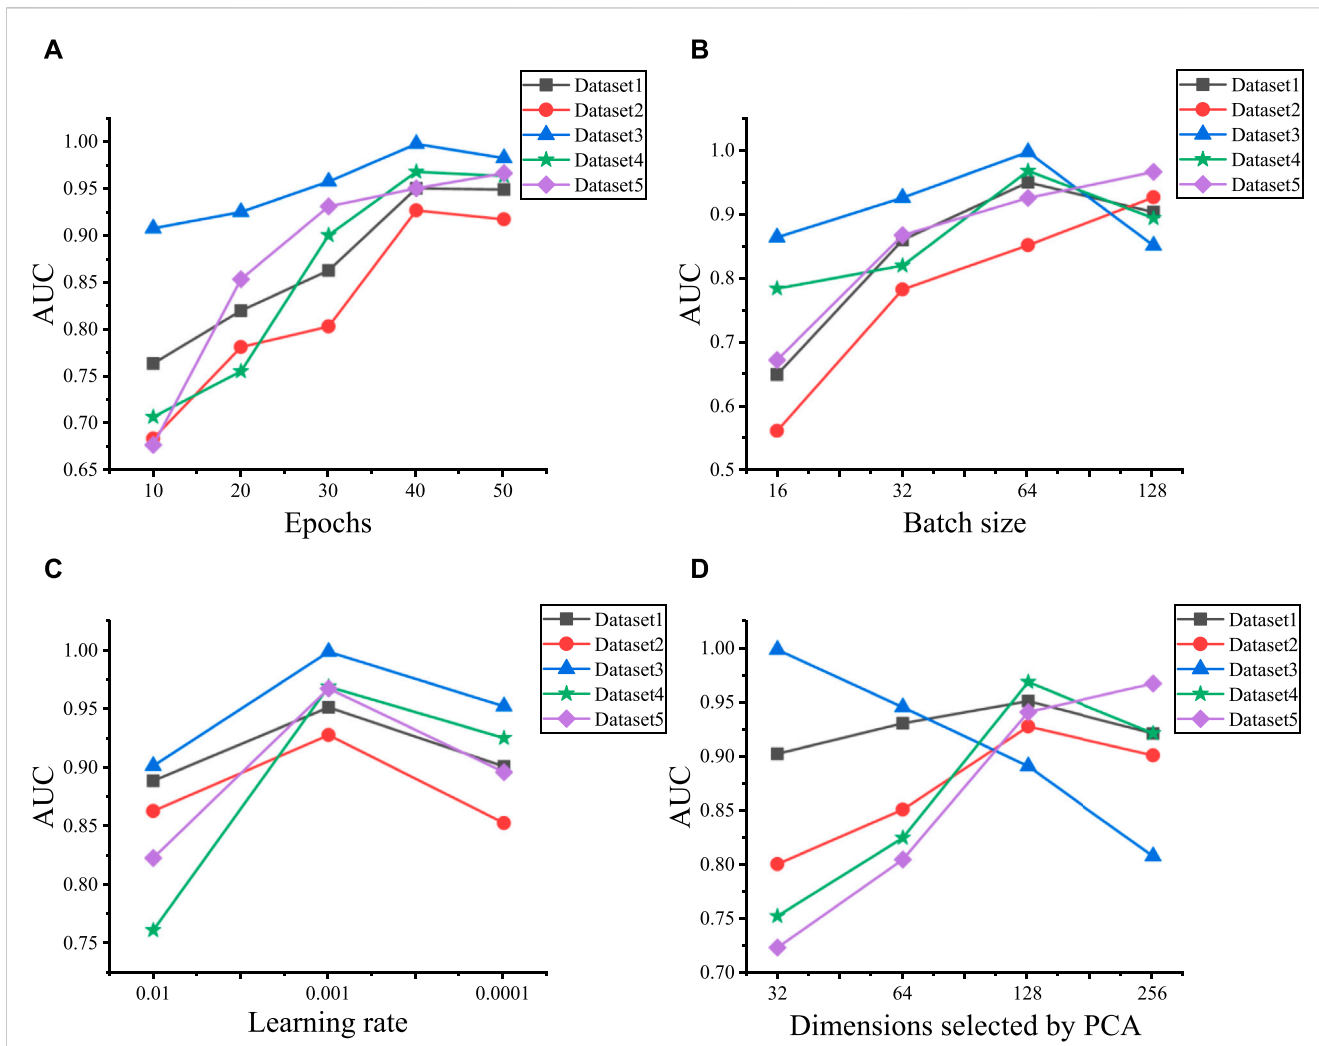 A
Dataset1
Dataset2
Dataset3
Dataset4
Dataset5
1.00
0.95
0.90
0.85
0.80
0.75
0.70
0.65
AUC
10 20 30 40 50
Epochs
B
Dataset1
Dataset2
Dataset3
Dataset4
Dataset5
1.0
0.9
0.8
0.7
0.6
0.5
AUC
16 32 64 128
Batch size
C
Dataset1
Dataset2
Dataset3
Dataset4
Dataset5
1.00
0.95
0.90
0.85
0.80
0.75
AUC
0.01 0.001 0.0001
Learning rate
D
Dataset1
Dataset2
Dataset3
Dataset4
Dataset5
1.00
0.95
0.90
0.85
0.80
0.75
0.70
AUC
32 64 128 256
Dimensions selected by PCA